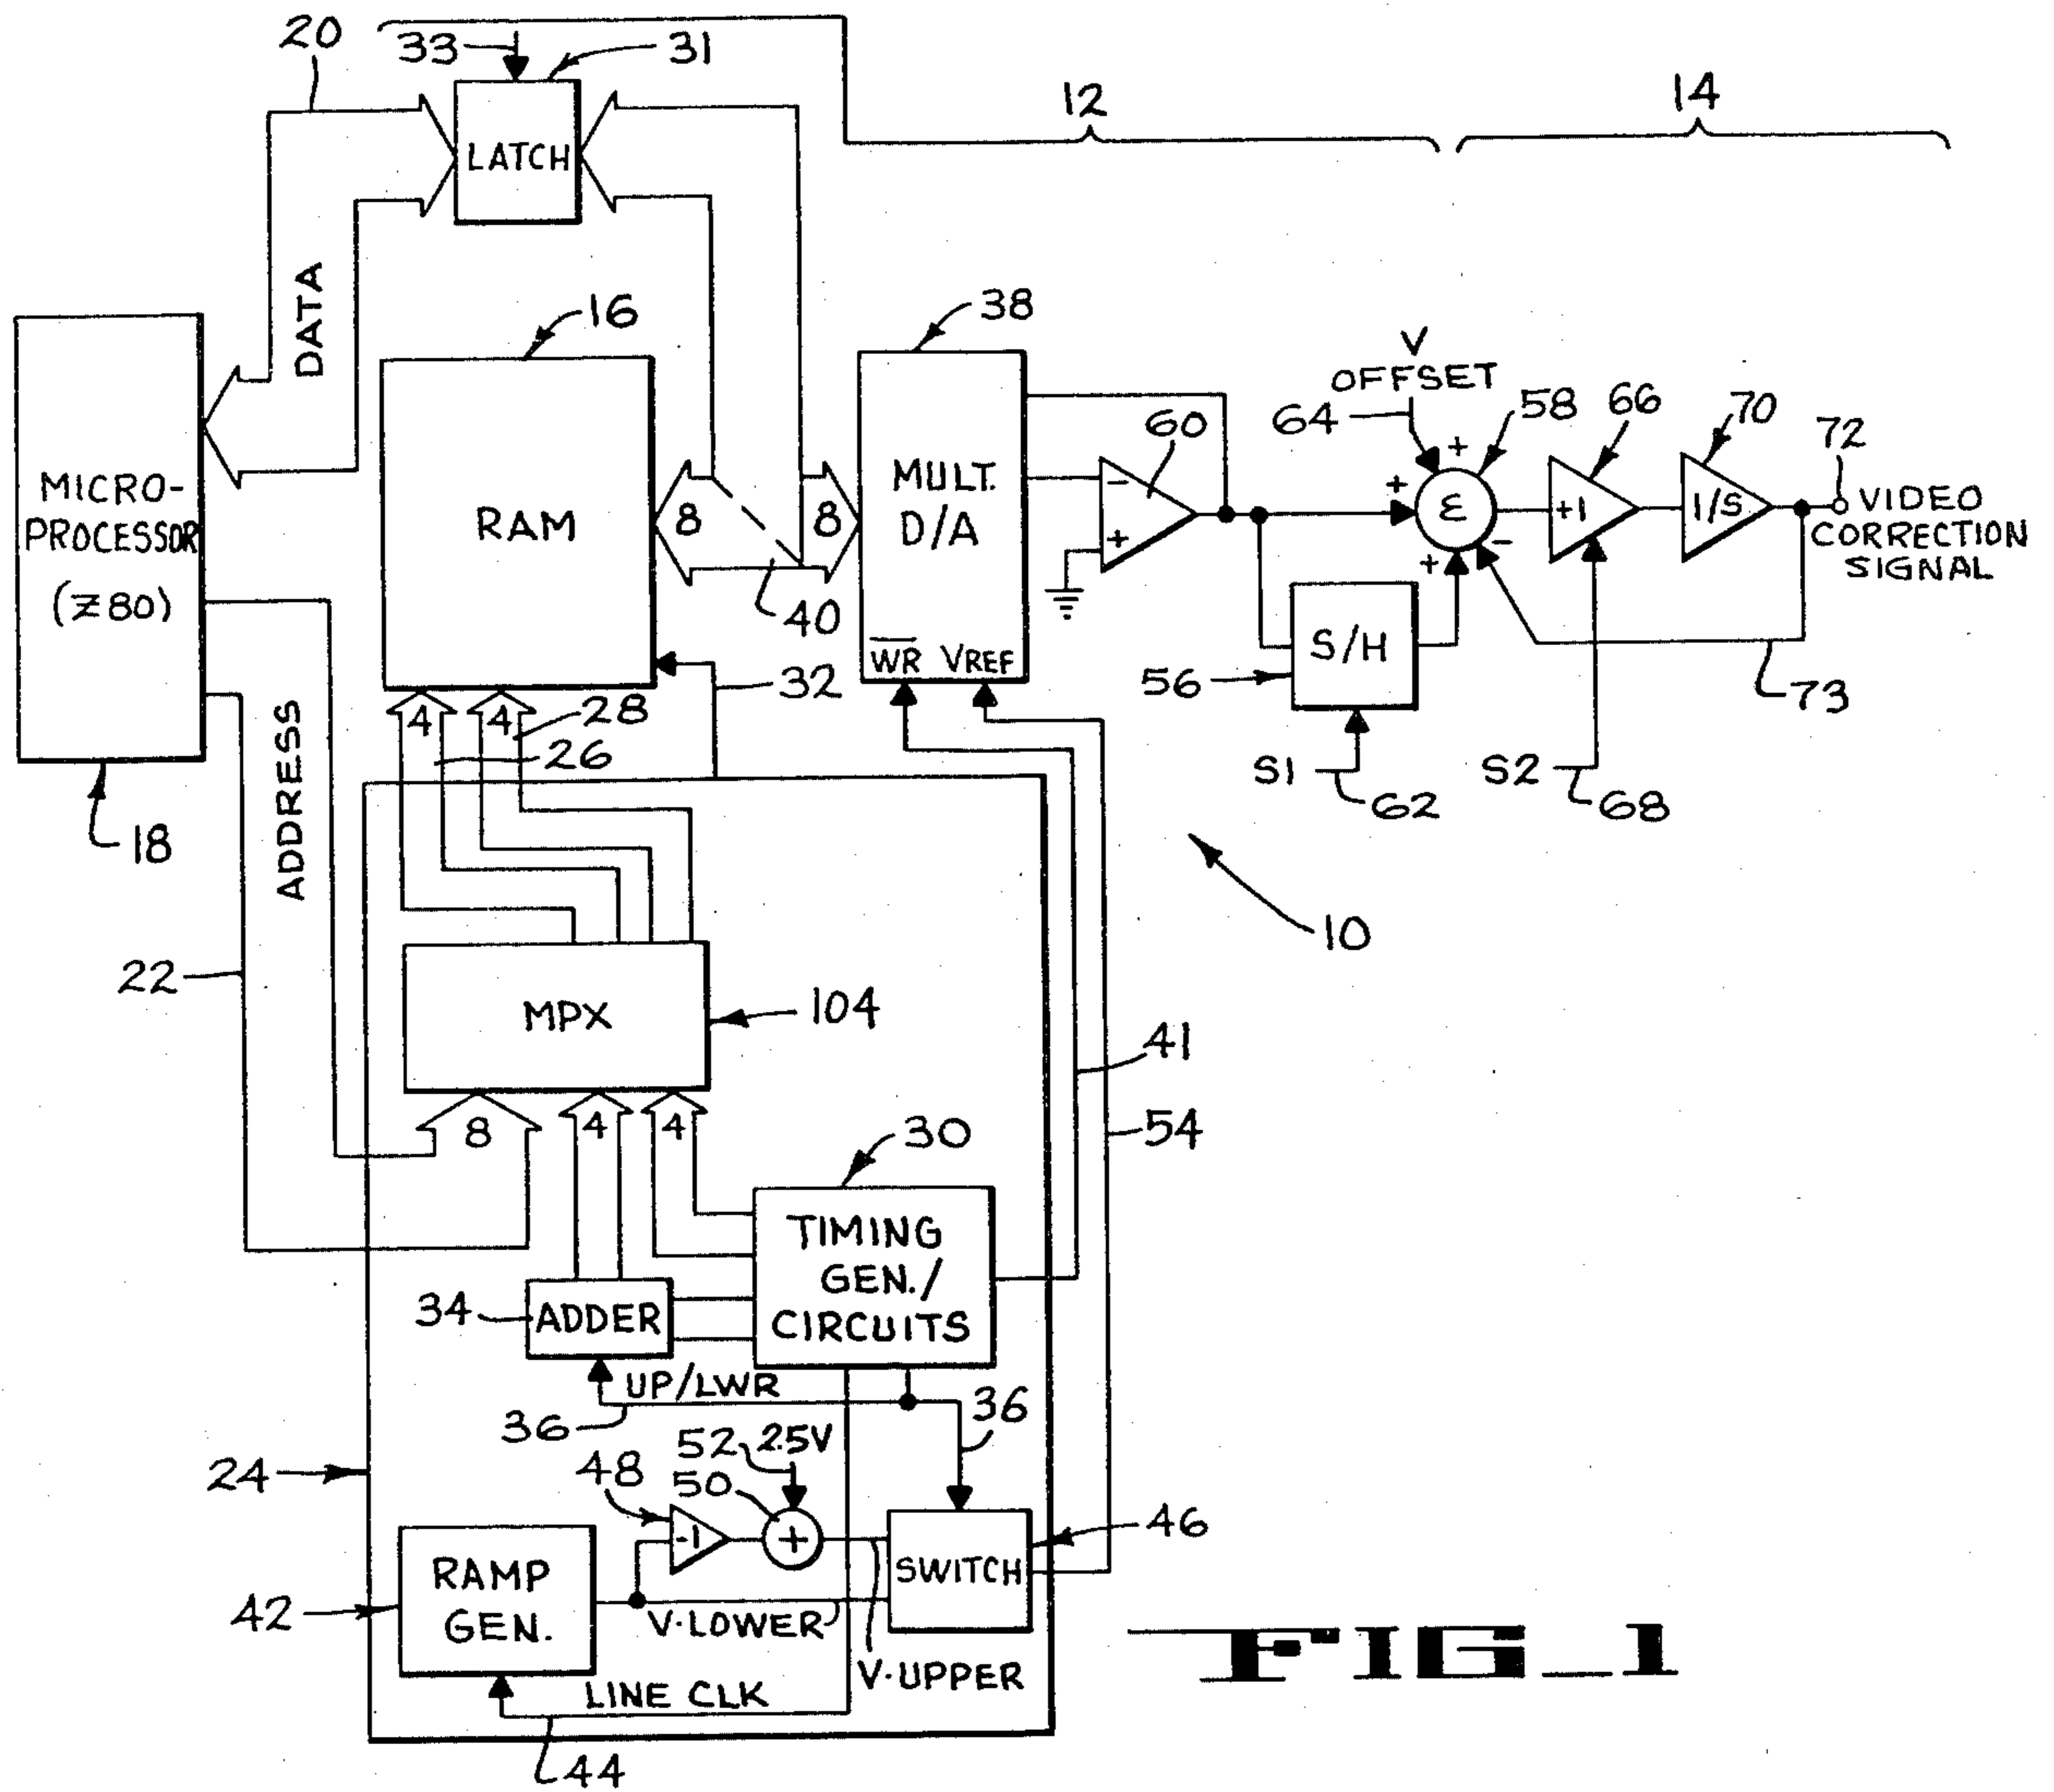 20
33
31
12
14
LATCH
DATA
16
38
V
OFFSET
64
58
66
70
72
60
+
+
+
-
MICRO-
PROCESSOR
(Z80)
RAM
8
8
MULT.
D/A
-
+
Ɛ
+1
1/S
VIDEO
CORRECTION
SIGNAL
40
WR VREF
S/H
56
73
32
4
4
28
26
S1
62
S2
68
18
ADDRESS
10
22
MPX
104
41
54
8
4
4
30
TIMING
GEN./
CIRCUITS
34
ADDER
UP/LWR
36
36
52
2.5V
24
48
50
-1
+
46
SWITCH
RAMP
GEN.
42
V-LOWER
V-UPPER
LINE CLK
44
FIG_1